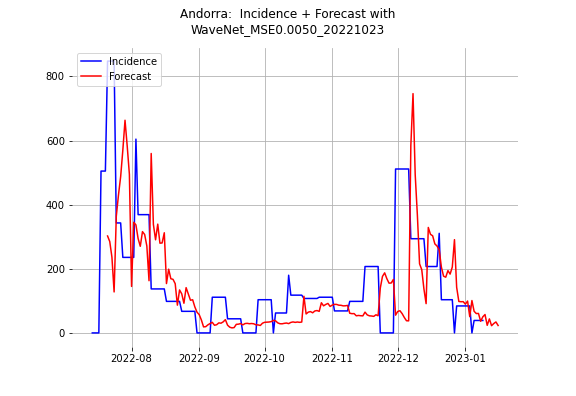 Andorra:  Incidence + Forecast with
WaveNet_MSE0.0050_20221023
Incidence
Forecast
800
600
400
200
0
2022-08
2022-09
2022-10
2022-11
2022-12
2023-01